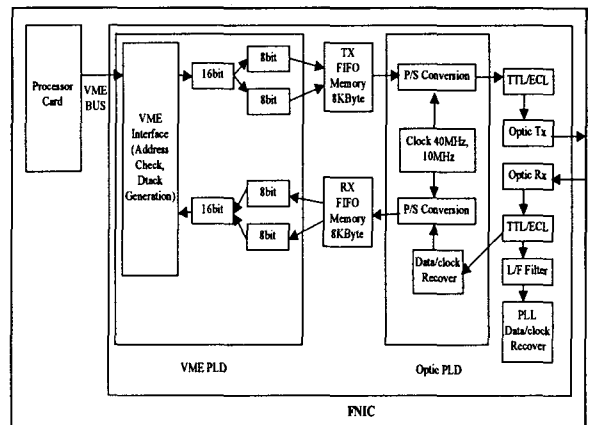 Processor
Card
VME
BUS
VME
Interface
(Address
Check,
Dtack
Generation)
16bit
8bit
8bit
TX
FIFO
Memory
8KByte
P/S Conversion
TTL/ECL
Optic Tx
Clock 40MHz,
10MHz
16bit
8bit
8bit
RX
FIFO
Memory
8KByte
P/S Conversion
Data/clock
Recover
Optic Rx
TTL/ECL
L/F Filter
PLL
Data/clock
Recover
VME PLD
Optic PLD
FNIC